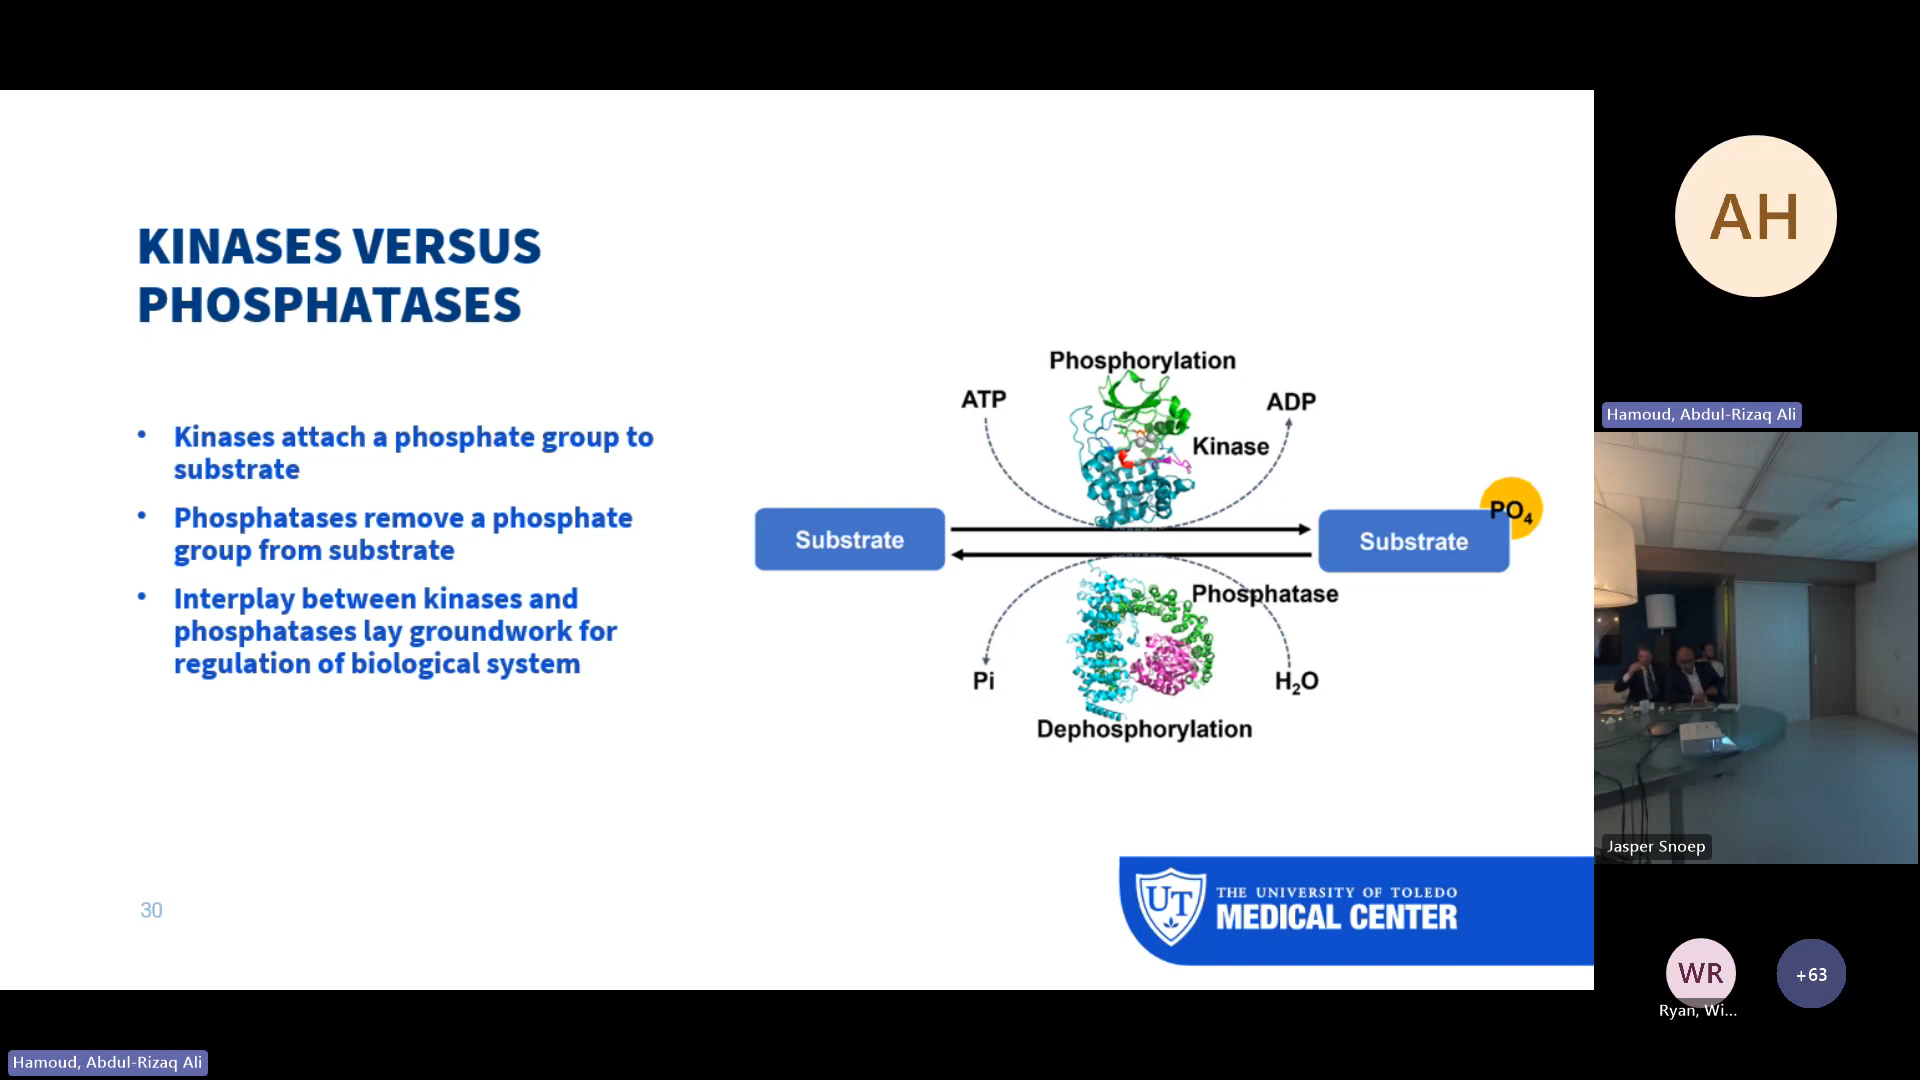 KINASES VERSUS
PHOSPHATASES
• Kinases attach a phosphate group to
substrate
• Phosphatases remove a phosphate
group from substrate
• Interplay between kinases and
phosphatases lay groundwork for
regulation of biological system
Phosphorylation
ATP
ADP
Kinase
Substrate
Substrate
PO4
Phosphatase
Pi
H2O
Dephosphorylation
30
UT
THE UNIVERSITY OF TOLEDO
MEDICAL CENTER
AH
Hamoud, Abdul-Rizaq Ali
Jasper Snoep
WR
+63
Ryan, Wi...
Hamoud, Abdul-Rizaq Ali